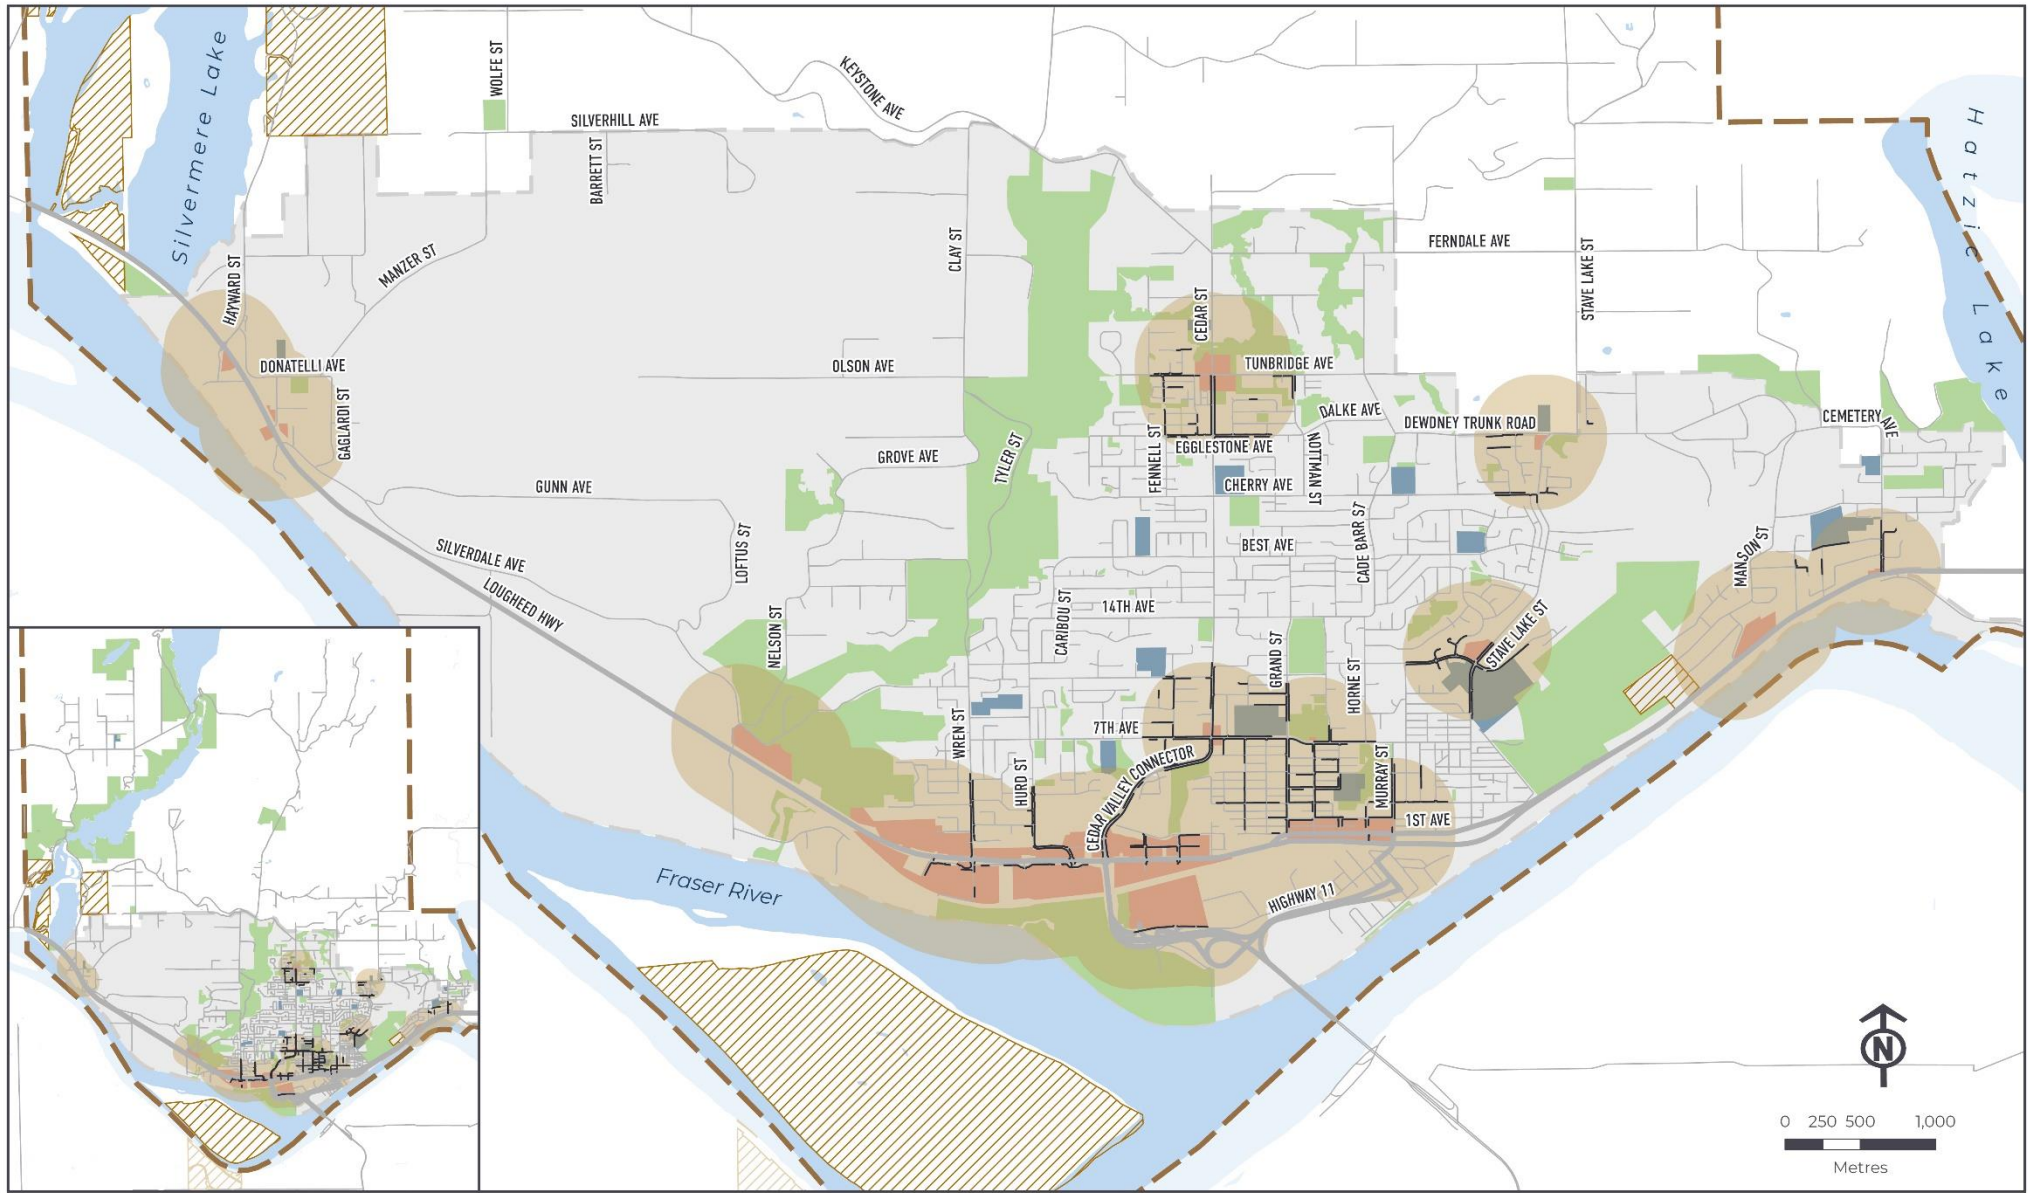 WOLFE ST
KEYSTONE AVE
SILVERHILL AVE
BARRETT ST
Silvermere Lake
Hatzic Lake
HAYWARD ST
MANZER ST
CLAY ST
FERNDALE AVE
STAVE LAKE ST
CEDAR ST
DONATELLI AVE
GAGLARDI ST
OLSON AVE
TUNBRIDGE AVE
DALKE AVE
DEWDNEY TRUNK ROAD
CEMETERY AVE
FENNELL ST
EGGLESTONE AVE
NOTTMAN ST
TYLER ST
GROVE AVE
GUNN AVE
CHERRY AVE
LOFTUS ST
SILVERDALE AVE
LOUGHEED HWY
BEST AVE
CADE BARR ST
MANSON ST
NELSON ST
CARIBOU ST
14TH AVE
STAVE LAKE ST
GRAND ST
HORNE ST
WREN ST
7TH AVE
HURD ST
CEDAR VALLEY CONNECTOR
MURRAY ST
1ST AVE
Fraser River
HIGHWAY 11
N
0 250 500 1,000
Metres